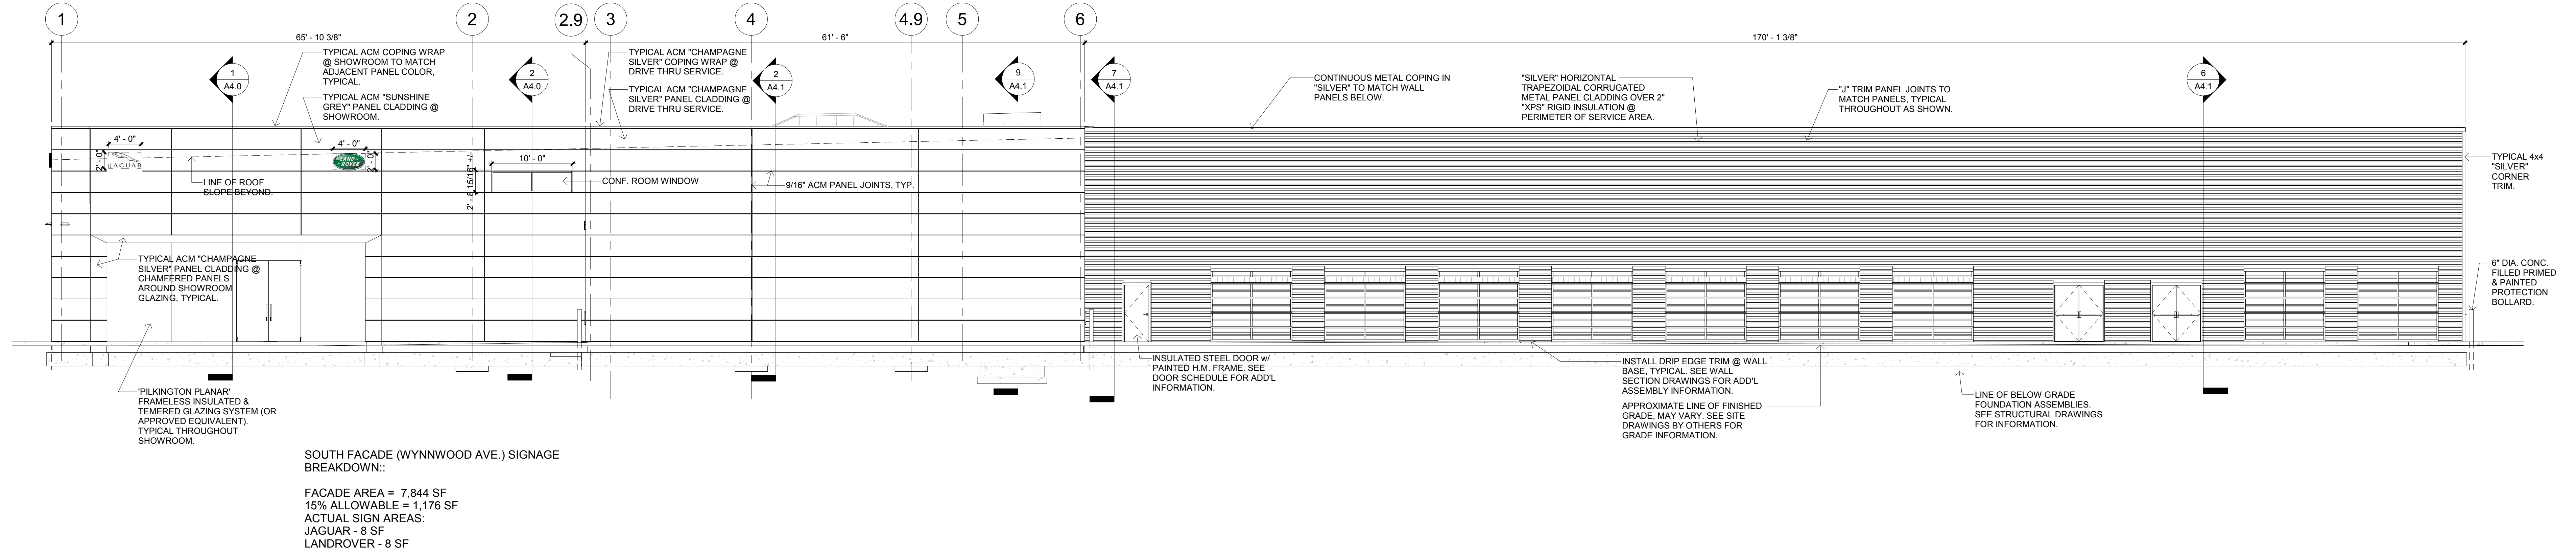 1
2
2.9
3
4
4.9
5
6
65' - 10 3/8"
61' - 6"
170' - 1 3/8"
1
A4.0
2
A4.0
2
A4.1
9
A4.1
7
A4.1
6
A4.1
TYPICAL ACM COPING WRAP
@ SHOWROOM TO MATCH
ADJACENT PANEL COLOR,
TYPICAL.
TYPICAL ACM "SUNSHINE
GREY" PANEL CLADDING @
SHOWROOM.
TYPICAL ACM "CHAMPAGNE
SILVER" COPING WRAP @
DRIVE THRU SERVICE.
TYPICAL ACM "CHAMPAGNE
SILVER" PANEL CLADDING @
DRIVE THRU SERVICE.
CONTINUOUS METAL COPING IN
"SILVER" TO MATCH WALL
PANELS BELOW.
"SILVER" HORIZONTAL
TRAPEZOIDAL CORRUGATED
METAL PANEL CLADDING OVER 2"
"XPS" RIGID INSULATION @
PERIMETER OF SERVICE AREA.
"J" TRIM PANEL JOINTS TO
MATCH PANELS, TYPICAL
THROUGHOUT AS SHOWN.
4' - 0"
2' - 0"
JAGUAR
4' - 0"
LAND
ROVER
2' - 0"
10' - 0"
2' - 8 15/16" +/-
LINE OF ROOF
SLOPE BEYOND.
CONF. ROOM WINDOW
9/16" ACM PANEL JOINTS, TYP.
TYPICAL 4x4
"SILVER"
CORNER
TRIM.
TYPICAL ACM "CHAMPAGNE
SILVER" PANEL CLADDING @
CHAMFERED PANELS
AROUND SHOWROOM
GLAZING, TYPICAL.
6" DIA. CONC.
FILLED PRIMED
& PAINTED
PROTECTION
BOLLARD.
INSULATED STEEL DOOR w/
PAINTED H.M. FRAME. SEE
DOOR SCHEDULE FOR ADD'L
INFORMATION.
INSTALL DRIP EDGE TRIM @ WALL
BASE, TYPICAL. SEE WALL
SECTION DRAWINGS FOR ADD'L
ASSEMBLY INFORMATION.
APPROXIMATE LINE OF FINISHED
GRADE, MAY VARY. SEE SITE
DRAWINGS BY OTHERS FOR
GRADE INFORMATION.
LINE OF BELOW GRADE
FOUNDATION ASSEMBLIES.
SEE STRUCTURAL DRAWINGS
FOR INFORMATION.
'PILKINGTON PLANAR'
FRAMELESS INSULATED &
TEMERED GLAZING SYSTEM (OR
APPROVED EQUIVALENT).
TYPICAL THROUGHOUT
SHOWROOM.
SOUTH FACADE (WYNNWOOD AVE.) SIGNAGE
BREAKDOWN::
FACADE AREA = 7,844 SF
15% ALLOWABLE = 1,176 SF
ACTUAL SIGN AREAS:
JAGUAR - 8 SF
LANDROVER - 8 SF